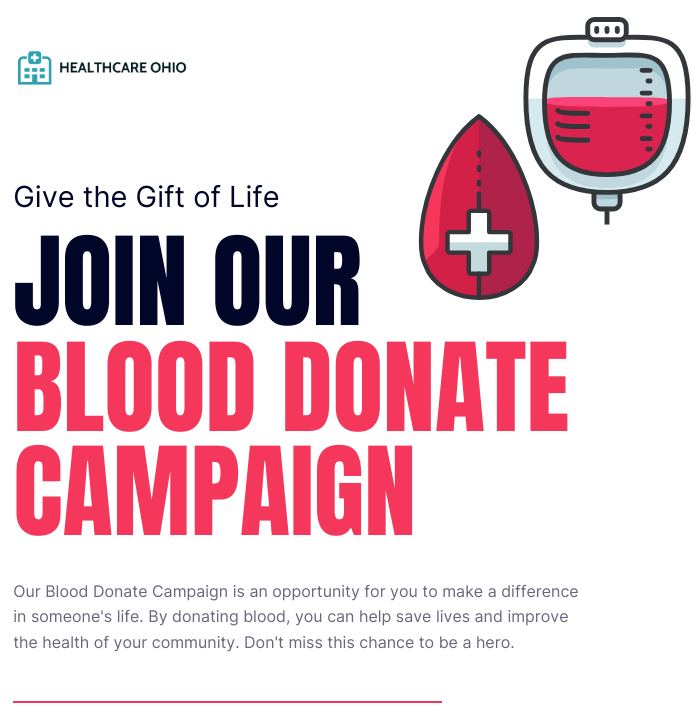 HEALTHCARE OHIO
Give the Gift of Life
JOIN OUR
BLOOD DONATE
CAMPAIGN
Our Blood Donate Campaign is an opportunity for you to make a difference
in someone's life. By donating blood, you can help save lives and improve
the health of your community. Don't miss this chance to be a hero.